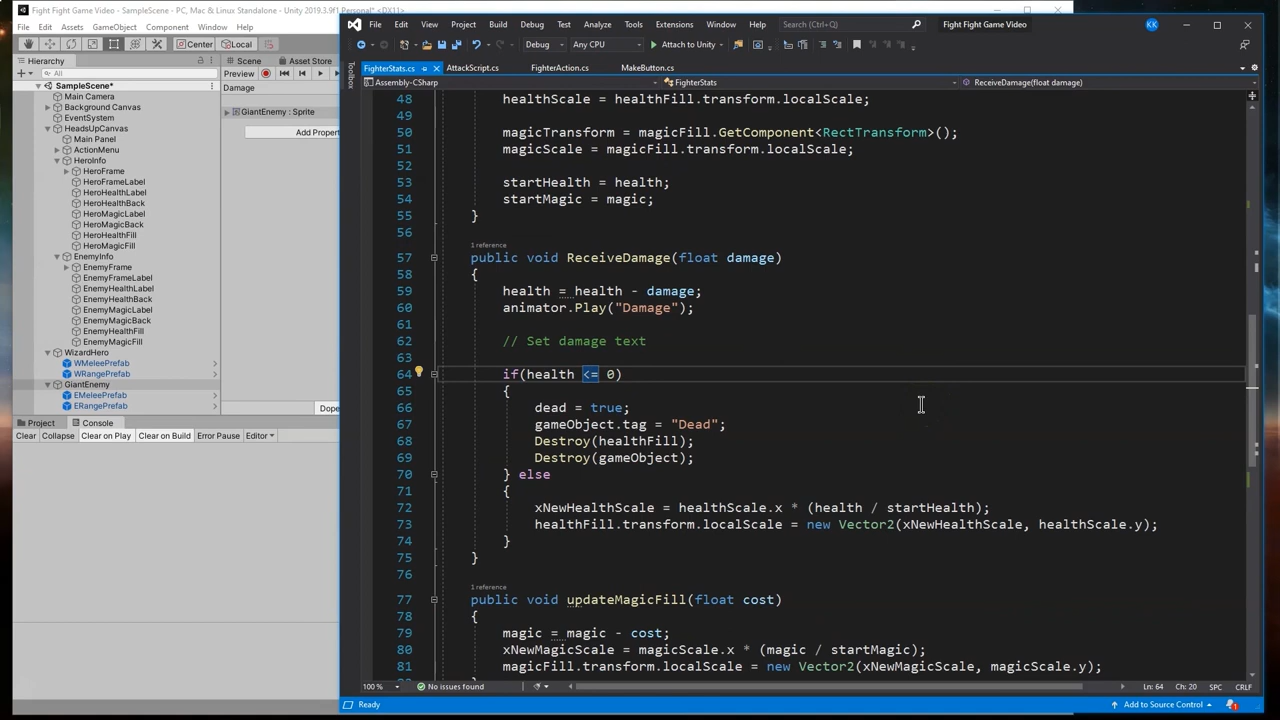 Fight Fight Game Video - SampleScene - PC, Mac & Linux Standalone - Unity 2019.3.9f1 Personal* <DX11>
File Edit Assets GameObject Component Window
Center Local
Hierarchy
All
SampleScene*
Main Camera
Background Canvas
EventSystem
HeadsUpCanvas
Main Panel
ActionMenu
HeroInfo
HeroFrame
HeroFrameLabel
HeroHealthLabel
HeroHealthBack
HeroMagicLabel
HeroMagicBack
HeroHealthFill
HeroMagicFill
EnemyInfo
EnemyFrame
EnemyFrameLabel
EnemyHealthLabel
EnemyHealthBack
EnemyMagicLabel
EnemyMagicBack
EnemyHealthFill
EnemyMagicFill
WizardHero
WMeleePrefab
WRangePrefab
GiantEnemy
EMeleePrefab
ERangePrefab
Project Console
Clear Collapse Clear on Play Clear on Build Error Pause Editor
Scene Asset Store
Preview
Damage
GiantEnemy : Sprite
Add Propert
Dope
File Edit View Project Build Debug Test Analyze Tools Extensions Window Help Search (Ctrl+Q) Fight Fight Game Video KK
Debug Any CPU Attach to Unity
Toolbox
FighterStats.cs AttackScript.cs FighterAction.cs MakeButton.cs
Assembly-CSharp FighterStats ReceiveDamage(float damage)
48 healthScale = healthFill.transform.localScale;
49
50 magicTransform = magicFill.GetComponent<RectTransform>();
51 magicScale = magicFill.transform.localScale;
52
53 startHealth = health;
54 startMagic = magic;
55 }
56
1 reference
57 public void ReceiveDamage(float damage)
58 {
59 health = health - damage;
60 animator.Play("Damage");
61
62 // Set damage text
63
64 if(health <= 0)
65 {
66 dead = true;
67 gameObject.tag = "Dead";
68 Destroy(healthFill);
69 Destroy(gameObject);
70 } else
71 {
72 xNewHealthScale = healthScale.x * (health / startHealth);
73 healthFill.transform.localScale = new Vector2(xNewHealthScale, healthScale.y);
74 }
75 }
76
1 reference
77 public void updateMagicFill(float cost)
78 {
79 magic = magic - cost;
80 xNewMagicScale = magicScale.x * (magic / startMagic);
81 magicFill.transform.localScale = new Vector2(xNewMagicScale, magicScale.y);
100 % No issues found Ln: 64 Ch: 20 SPC CRLF
Ready Add to Source Control